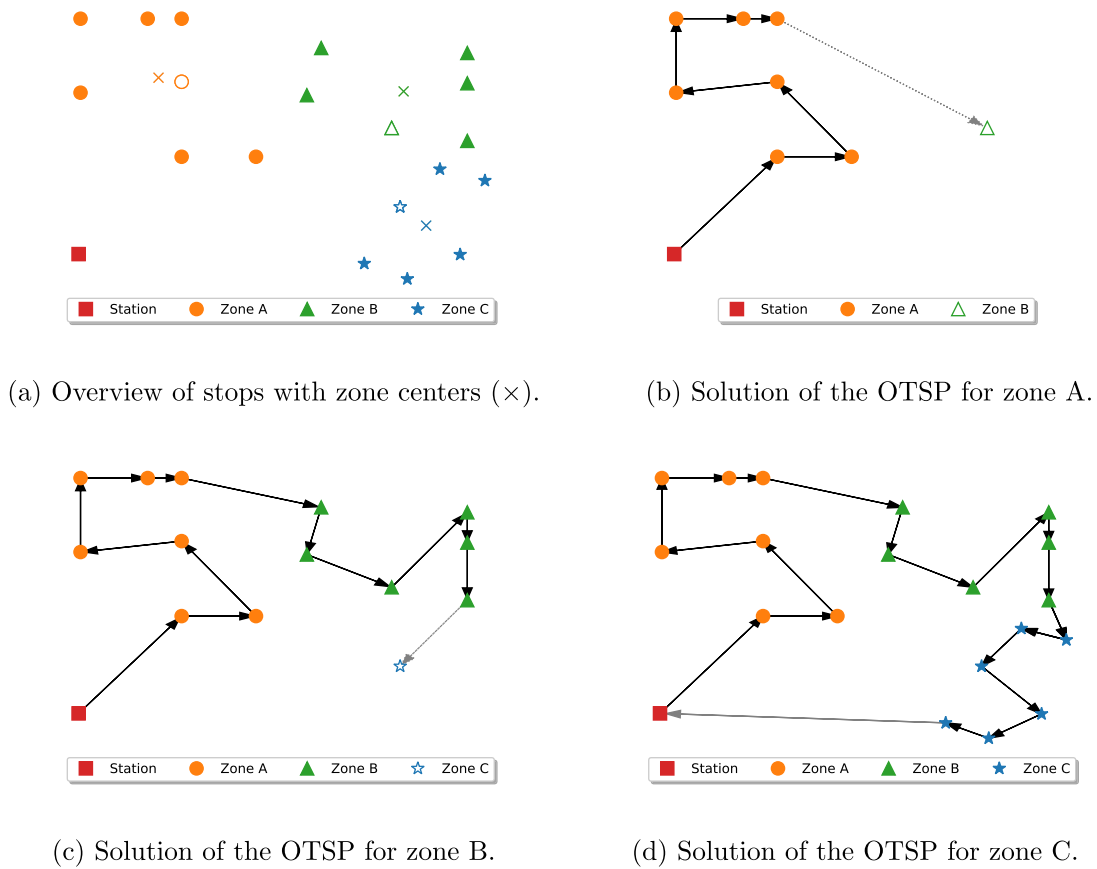 Station Zone A Zone B Zone C
Station Zone A Zone B
(a) Overview of stops with zone centers (×).
(b) Solution of the OTSP for zone A.
Station Zone A Zone B Zone C
Station Zone A Zone B Zone C
(c) Solution of the OTSP for zone B.
(d) Solution of the OTSP for zone C.